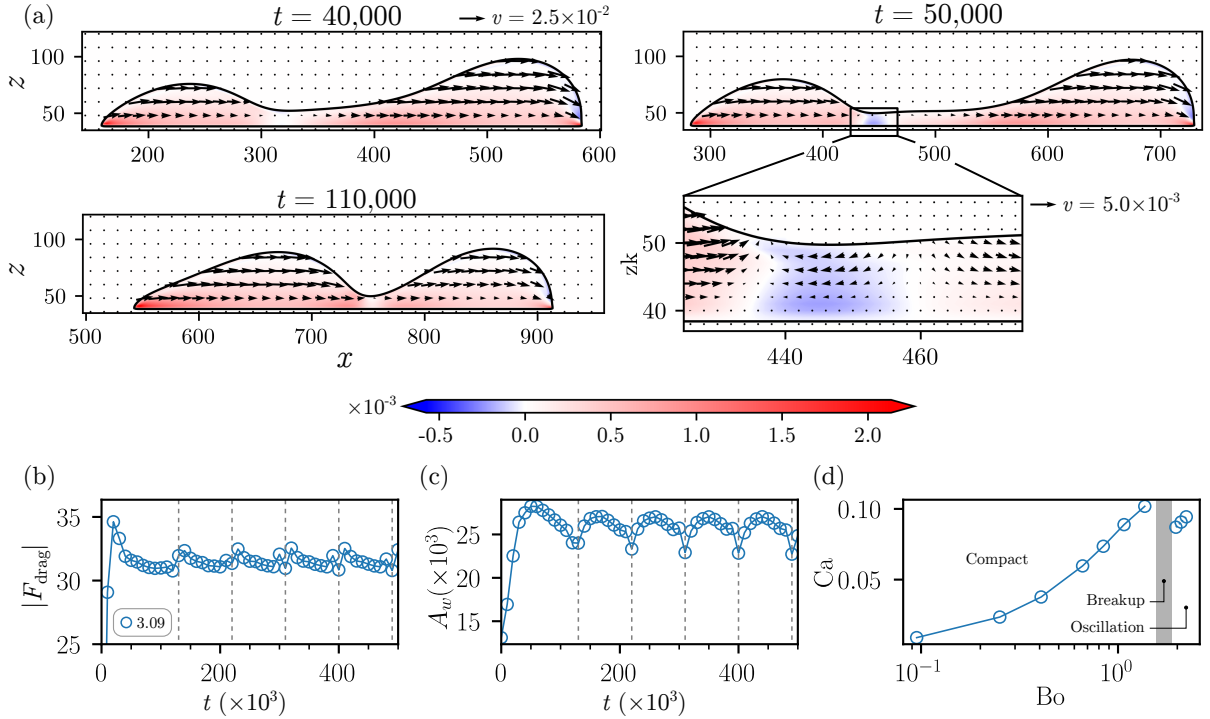 (a)
t = 40,000
v = 2.5×10⁻²
t = 50,000
z
100
50
200
300
400
500
600
100
50
300
400
500
600
700
t = 110,000
z
100
50
500
600
700
800
900
x
v = 5.0×10⁻³
zk
50
40
440
460
×10⁻³
-0.5
0.0
0.5
1.0
1.5
2.0
(b)
|F_drag|
35
30
25
3.09
0
200
400
t (×10³)
(c)
A_w(×10³)
25
20
15
0
200
400
t (×10³)
(d)
Ca
0.10
0.05
Compact
Breakup
Oscillation
10⁻¹
10⁰
Bo